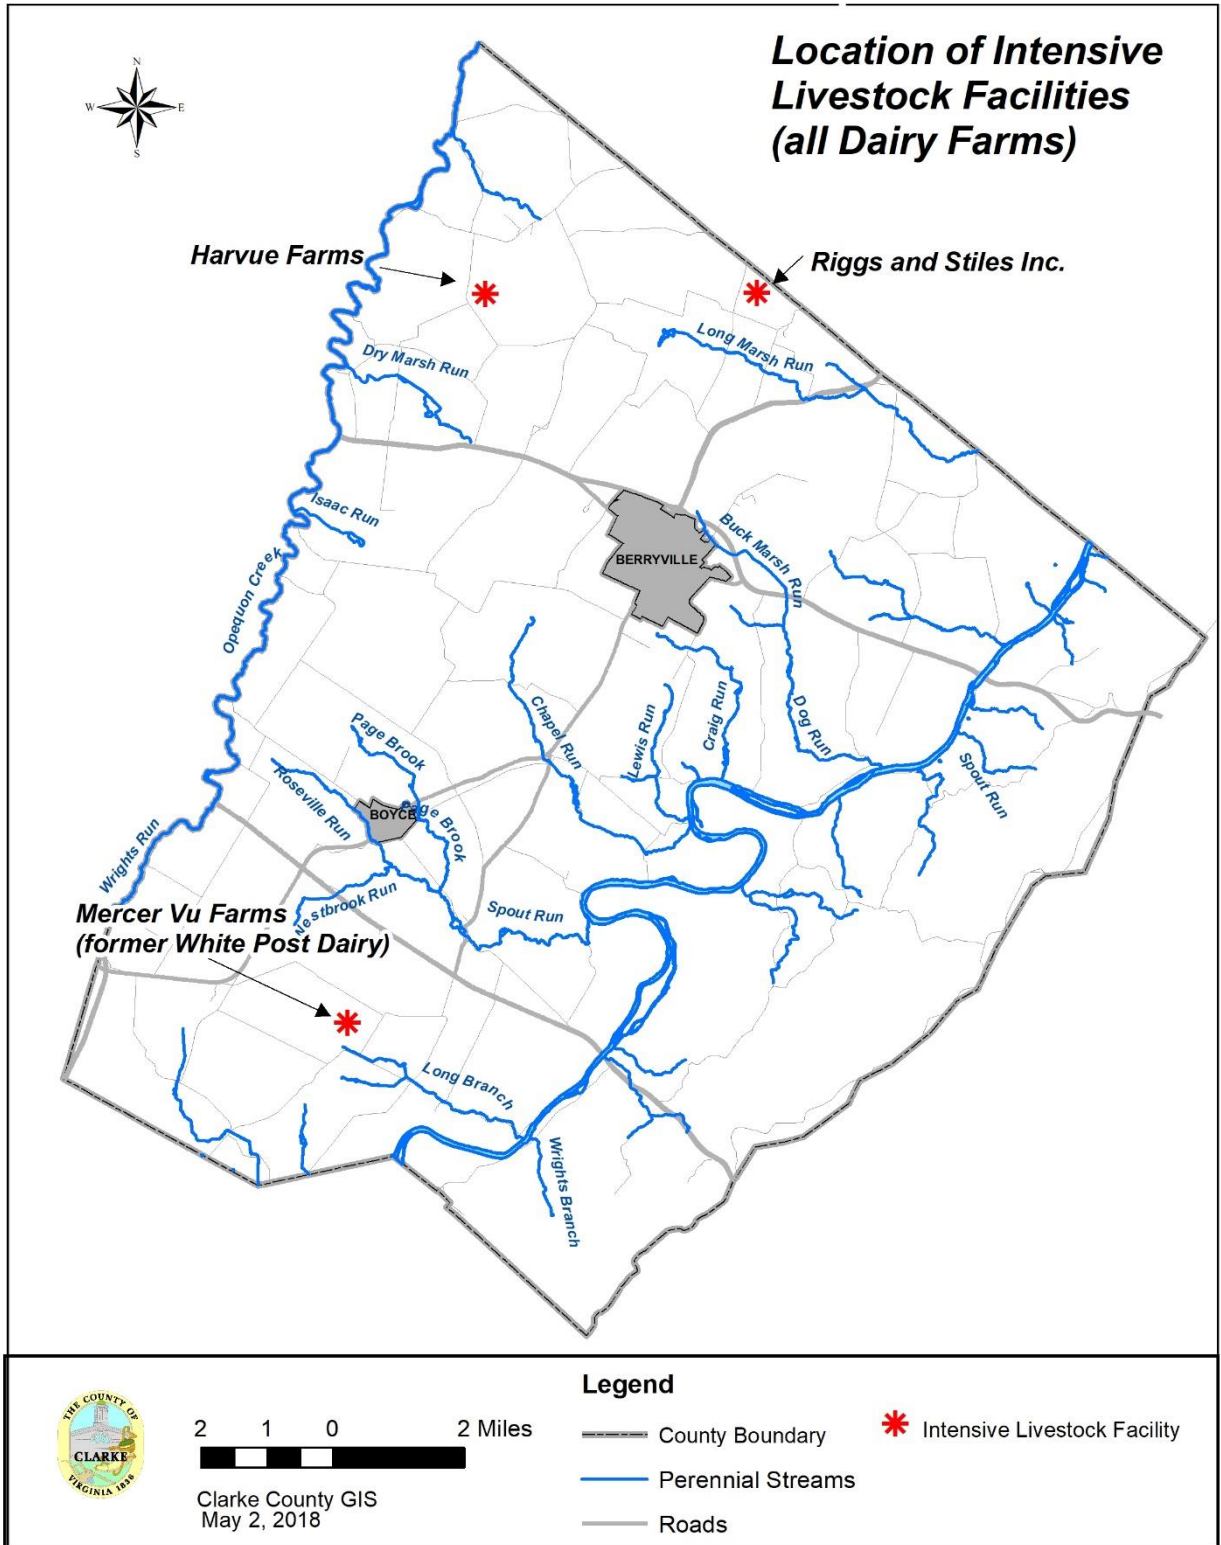 Location of Intensive
Livestock Facilities
(all Dairy Farms)
N
W
E
S
Harvue Farms
Riggs and Stiles Inc.
Long Marsh Run
Dry Marsh Run
Isaac Run
Buck Marsh Run
BERRYVILLE
Opequon Creek
Chapel Run
Lewis Run
Craig Run
Dog Run
Spout Run
Page Brook
Roseville Run
BOYCE
Page Brook
Wrights Run
Nestbrook Run
Spout Run
Mercer Vu Farms
(former White Post Dairy)
Long Branch
Wrights Branch
Legend
THE COUNTY OF
CLARKE
VIRGINIA 1836
2 1 0 2 Miles
Clarke County GIS
May 2, 2018
County Boundary
Perennial Streams
Roads
Intensive Livestock Facility